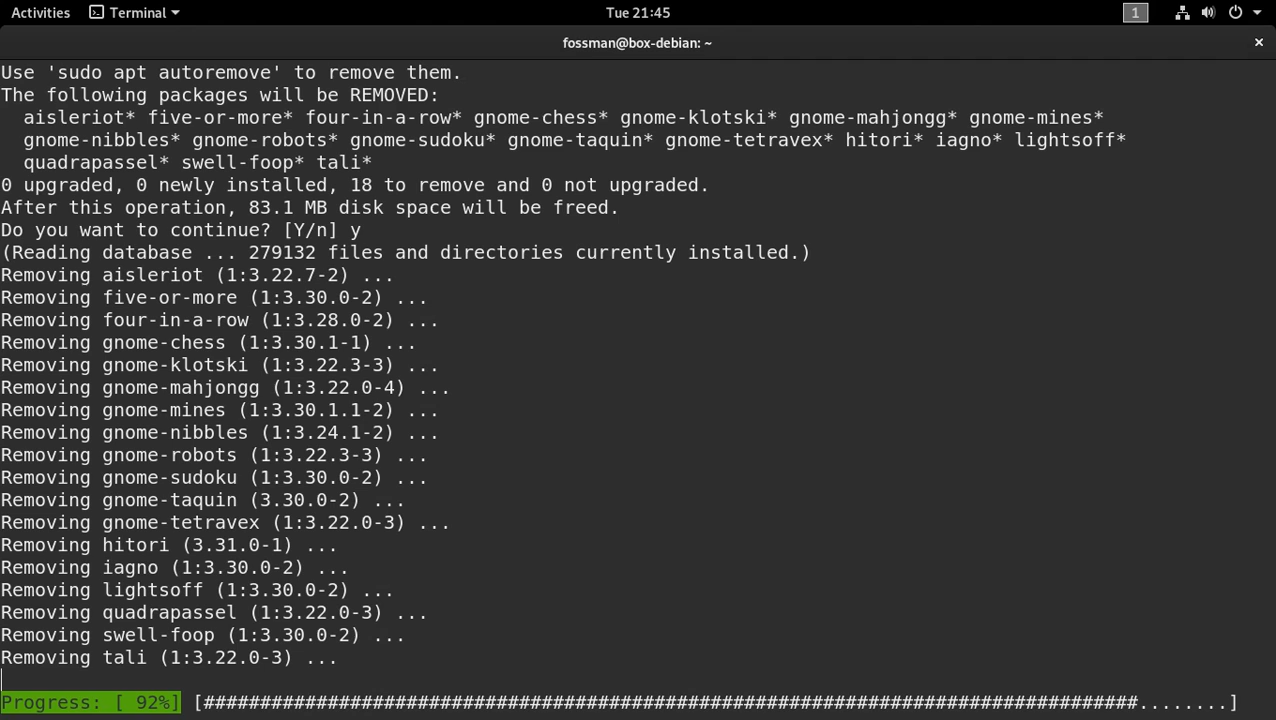 Activities Terminal Tue 21:45 1
fossman@box-debian: ~ ×
Use 'sudo apt autoremove' to remove them.
The following packages will be REMOVED:
  aisleriot* five-or-more* four-in-a-row* gnome-chess* gnome-klotski* gnome-mahjongg* gnome-mines*
  gnome-nibbles* gnome-robots* gnome-sudoku* gnome-taquin* gnome-tetravex* hitori* iagno* lightsoff*
  quadrapassel* swell-foop* tali*
0 upgraded, 0 newly installed, 18 to remove and 0 not upgraded.
After this operation, 83.1 MB disk space will be freed.
Do you want to continue? [Y/n] y
(Reading database ... 279132 files and directories currently installed.)
Removing aisleriot (1:3.22.7-2) ...
Removing five-or-more (1:3.30.0-2) ...
Removing four-in-a-row (1:3.28.0-2) ...
Removing gnome-chess (1:3.30.1-1) ...
Removing gnome-klotski (1:3.22.3-3) ...
Removing gnome-mahjongg (1:3.22.0-4) ...
Removing gnome-mines (1:3.30.1.1-2) ...
Removing gnome-nibbles (1:3.24.1-2) ...
Removing gnome-robots (1:3.22.3-3) ...
Removing gnome-sudoku (1:3.30.0-2) ...
Removing gnome-taquin (3.30.0-2) ...
Removing gnome-tetravex (1:3.22.0-3) ...
Removing hitori (3.31.0-1) ...
Removing iagno (1:3.30.0-2) ...
Removing lightsoff (1:3.30.0-2) ...
Removing quadrapassel (1:3.22.0-3) ...
Removing swell-foop (1:3.30.0-2) ...
Removing tali (1:3.22.0-3) ...
Progress: [ 92%] [###################################################################################........]